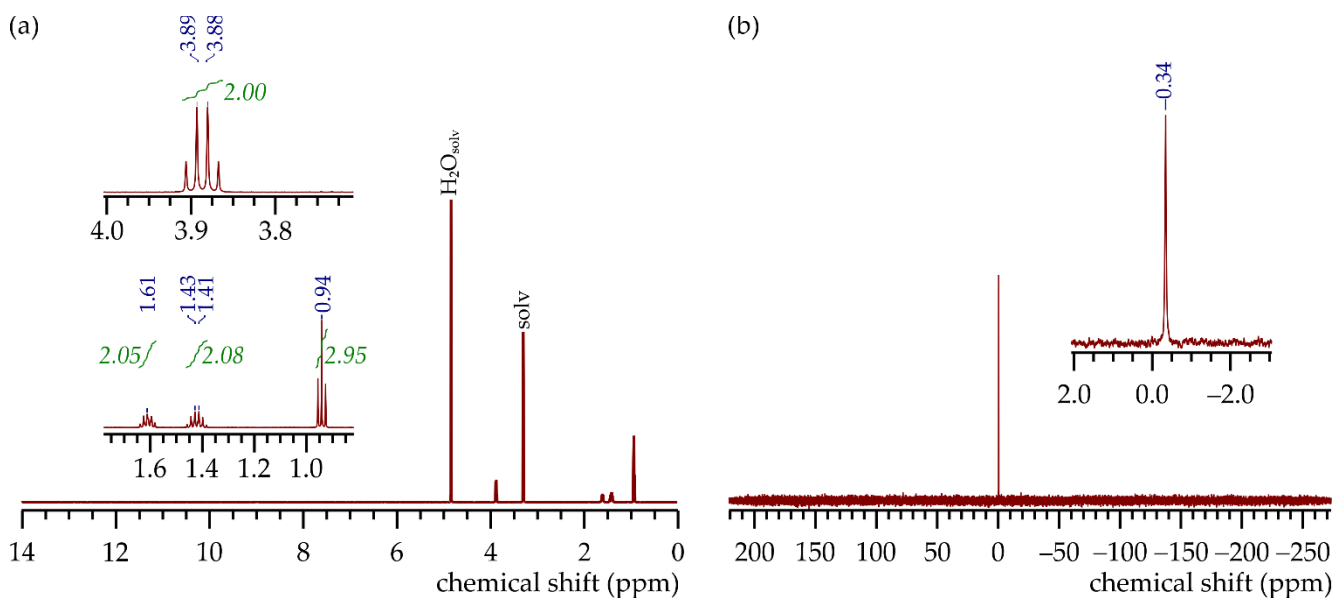 (a)
3.89
3.88
2.00
4.0 3.9 3.8
1.61
1.43
1.41
0.94
2.05 2.08 2.95
1.6 1.4 1.2 1.0
H₂Osolv
solv
14 12 10 8 6 4 2 0
chemical shift (ppm)
(b)
–0.34
2.0 0.0 –2.0
200 150 100 50 0 –50 –100 –150 –200 –250
chemical shift (ppm)